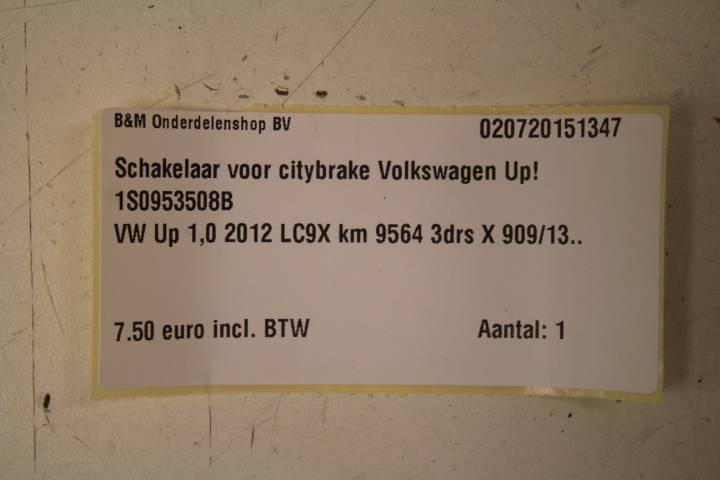 B&M Onderdelenshop BV 020720151347
Schakelaar voor citybrake Volkswagen Up!
1S0953508B
VW Up 1,0 2012 LC9X km 9564 3drs X 909/13..
7.50 euro incl. BTW Aantal: 1